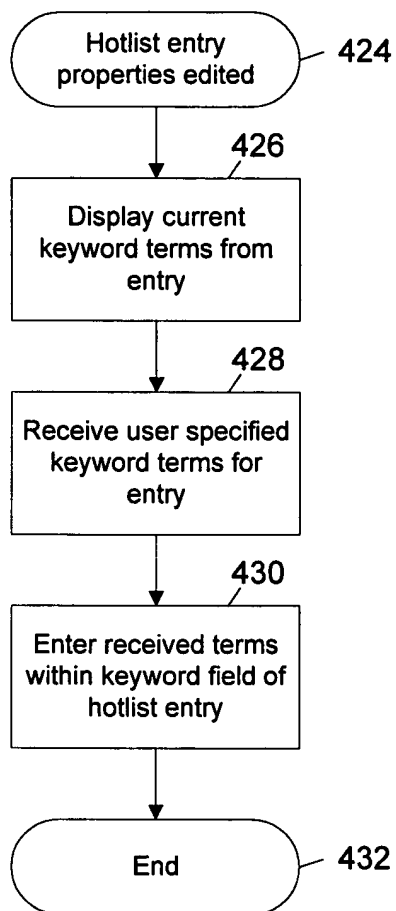 Hotlist entry
properties edited
424
426
Display current
keyword terms from
entry
428
Receive user specified
keyword terms for
entry
430
Enter received terms
within keyword field of
hotlist entry
End
432